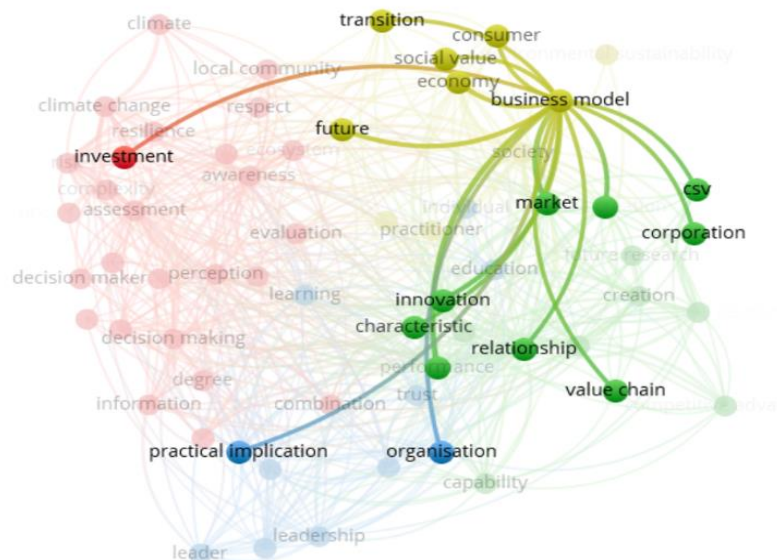 climate
transition
consumer
social value
local community
economy
business model
climate change
respect
resilience
future
investment
ecosystem
society
complexity
awareness
csv
assessment
market
individual
practitioner
evaluation
corporation
future research
decision maker
perception
education
learning
innovation
creation
characteristic
decision making
relationship
performance
degree
value chain
trust
information
combination
practical implication
organisation
capability
leadership
leader